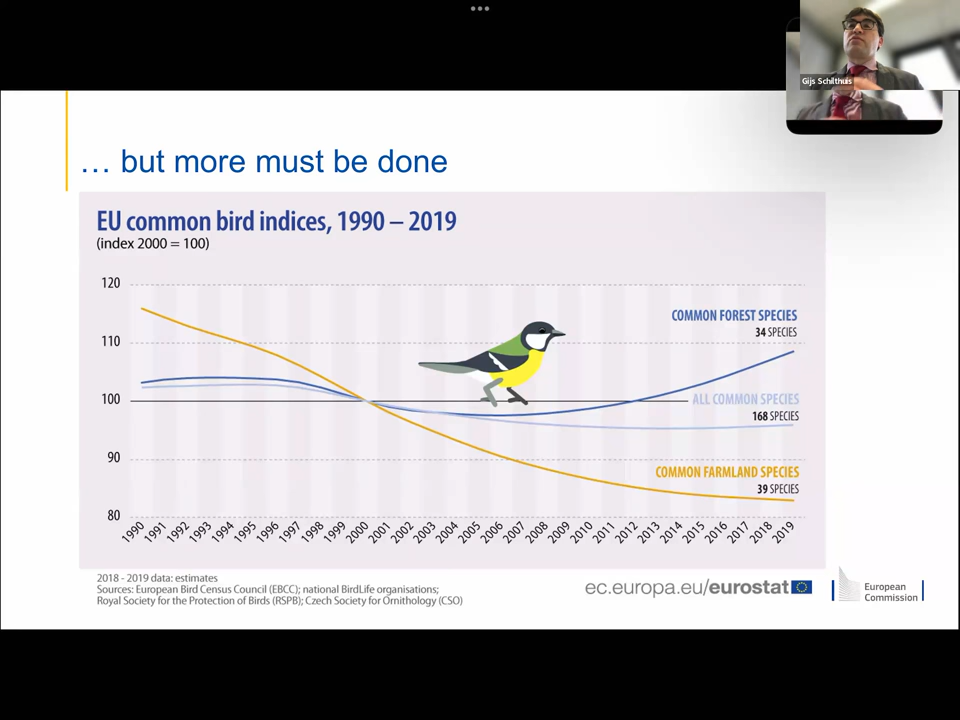 Gijs Schilthuis
… but more must be done
EU common bird indices, 1990 – 2019
(index 2000 = 100)
120
110
100
90
80
COMMON FOREST SPECIES
34 SPECIES
ALL COMMON SPECIES
168 SPECIES
COMMON FARMLAND SPECIES
39 SPECIES
1990 1991 1992 1993 1994 1995 1996 1997 1998 1999 2000 2001 2002 2003 2004 2005 2006 2007 2008 2009 2010 2011 2012 2013 2014 2015 2016 2017 2018 2019
2018 - 2019 data: estimates
Sources: European Bird Census Council (EBCC); national BirdLife organisations;
Royal Society for the Protection of Birds (RSPB); Czech Society for Ornithology (CSO)
ec.europa.eu/eurostat
European
Commission